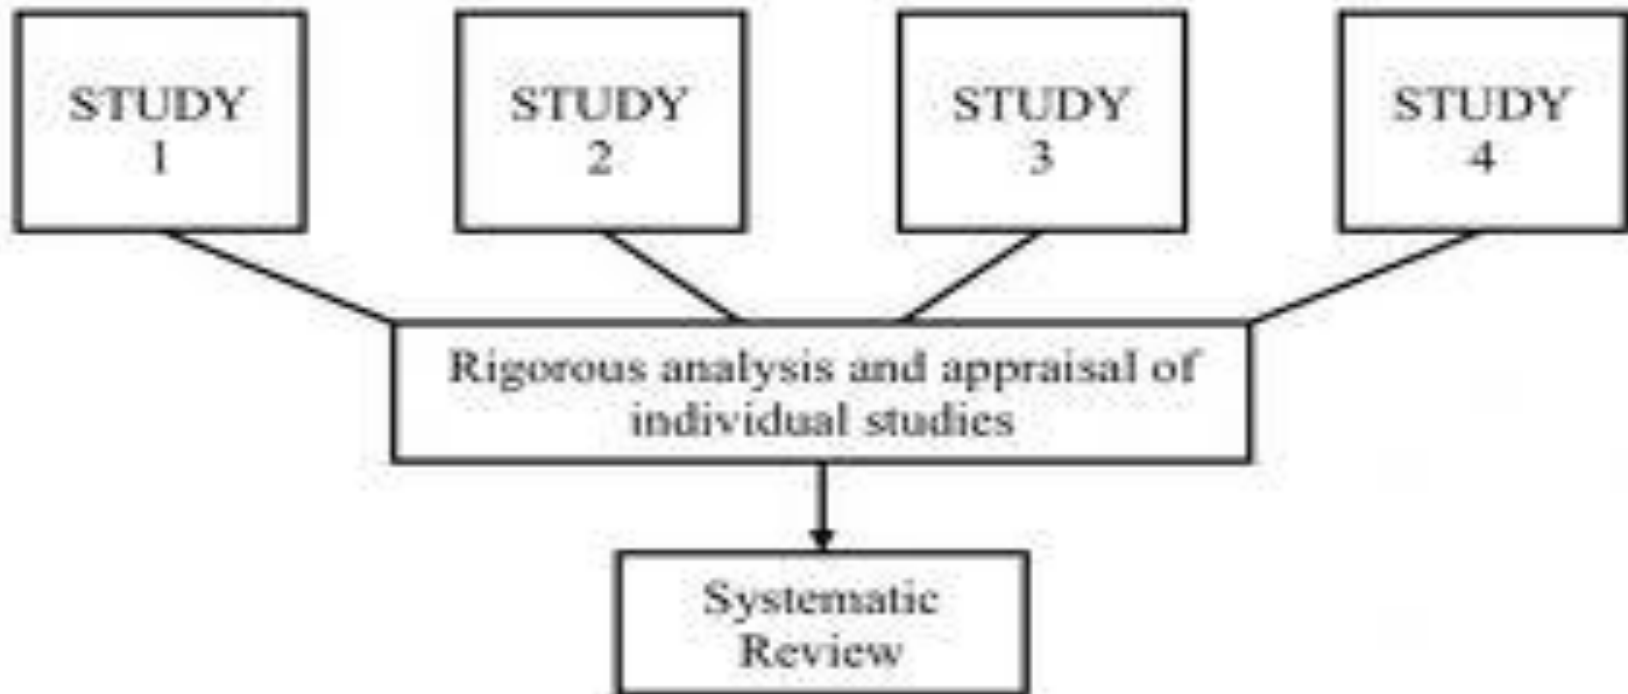 STUDY
1
STUDY
2
STUDY
3
STUDY
4
Rigorous analysis and appraisal of
individual studies
Systematic
Review